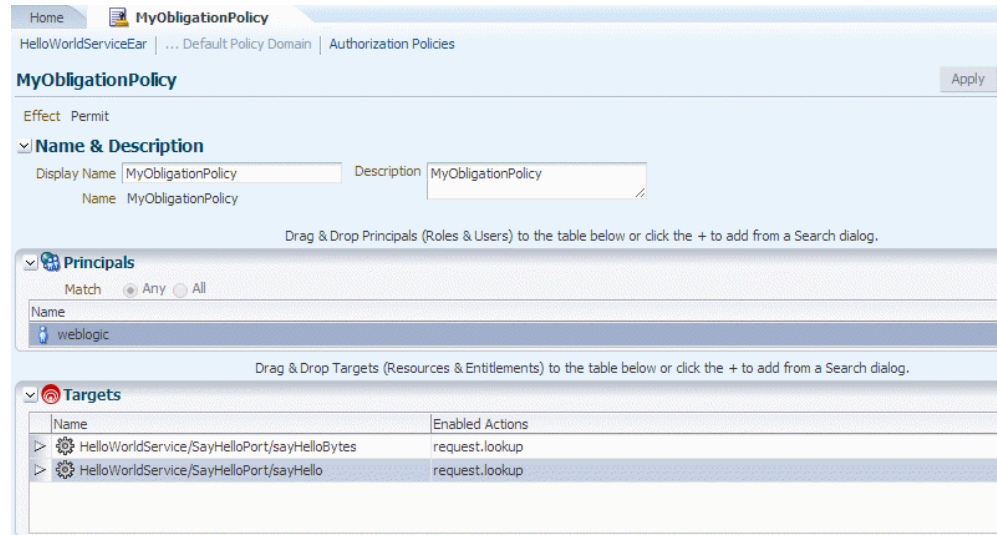 Home MyObligationPolicy
HelloWorldServiceEar | ... Default Policy Domain | Authorization Policies
MyObligationPolicy Apply
Effect Permit
Name & Description
Display Name MyObligationPolicy Description MyObligationPolicy
Name MyObligationPolicy
Drag & Drop Principals (Roles & Users) to the table below or click the + to add from a Search dialog.
Principals
Match Any All
Name
weblogic
Drag & Drop Targets (Resources & Entitlements) to the table below or click the + to add from a Search dialog.
Targets
Name Enabled Actions
HelloWorldService/SayHelloPort/sayHelloBytes request.lookup
HelloWorldService/SayHelloPort/sayHello request.lookup